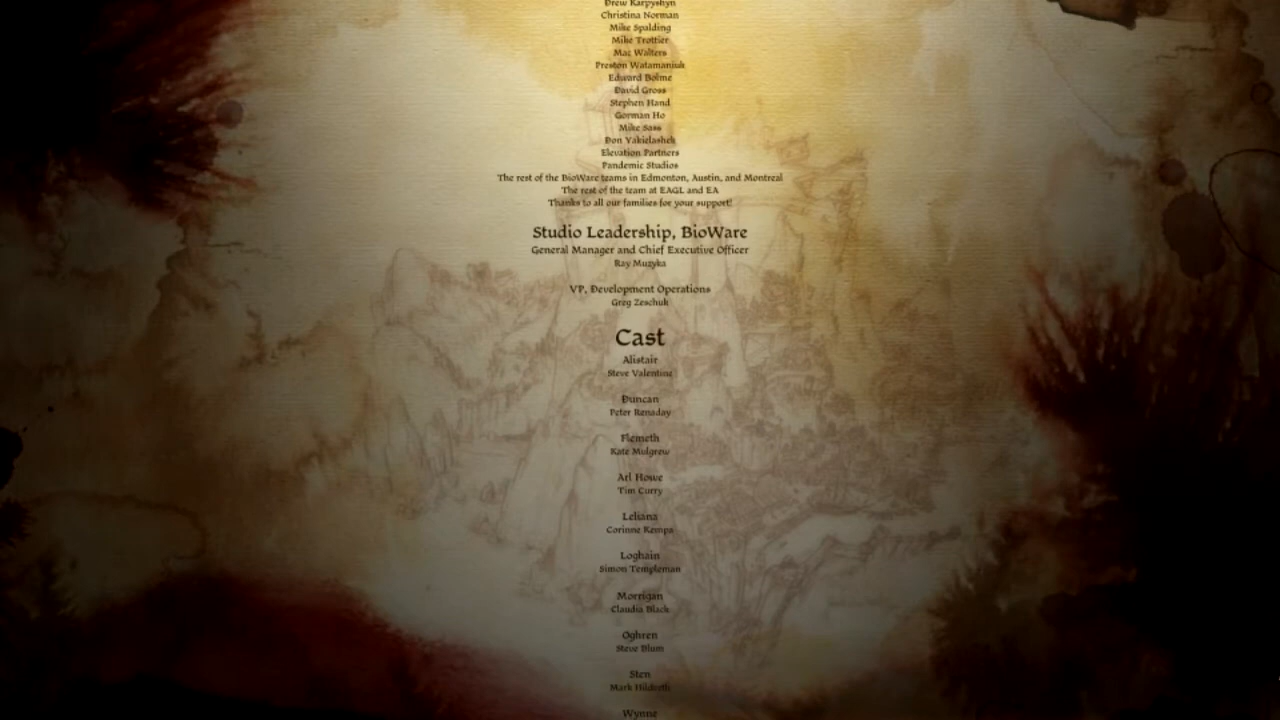 Drew Karpyshyn
Christina Norman
Mike Spalding
Mike Trottier
Mac Walters
Preston Watamaniuk
Edward Bolme
David Gross
Stephen Hand
Gorman Ho
Mike Sass
Don Yakielashek
Elevation Partners
Pandemic Studios
The rest of the BioWare teams in Edmonton, Austin, and Montreal
The rest of the team at EAGL and EA
Thanks to all our families for your support!
Studio Leadership, BioWare
General Manager and Chief Executive Officer
Ray Muzyka
VP, Development Operations
Greg Zeschuk
Cast
Alistair
Steve Valentine
Duncan
Peter Renaday
Flemeth
Kate Mulgrew
Arl Howe
Tim Curry
Leliana
Corinne Kempa
Loghain
Simon Templeman
Morrigan
Claudia Black
Oghren
Steve Blum
Sten
Mark Hildreth
Wynne